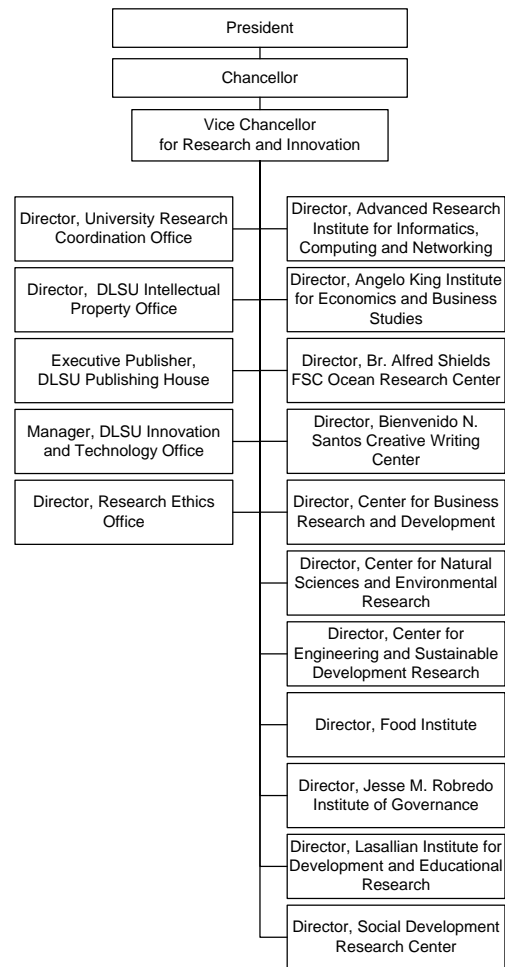 President
Chancellor
Vice Chancellor
for Research and Innovation
Director, University Research
Coordination Office
Director, Advanced Research
Institute for Informatics,
Computing and Networking
Director, DLSU Intellectual
Property Office
Director, Angelo King Institute
for Economics and Business
Studies
Executive Publisher,
DLSU Publishing House
Director, Br. Alfred Shields
FSC Ocean Research Center
Manager, DLSU Innovation
and Technology Office
Director, Bienvenido N.
Santos Creative Writing
Center
Director, Research Ethics
Office
Director, Center for Business
Research and Development
Director, Center for Natural
Sciences and Environmental
Research
Director, Center for
Engineering and Sustainable
Development Research
Director, Food Institute
Director, Jesse M. Robredo
Institute of Governance
Director, Lasallian Institute for
Development and Educational
Research
Director, Social Development
Research Center